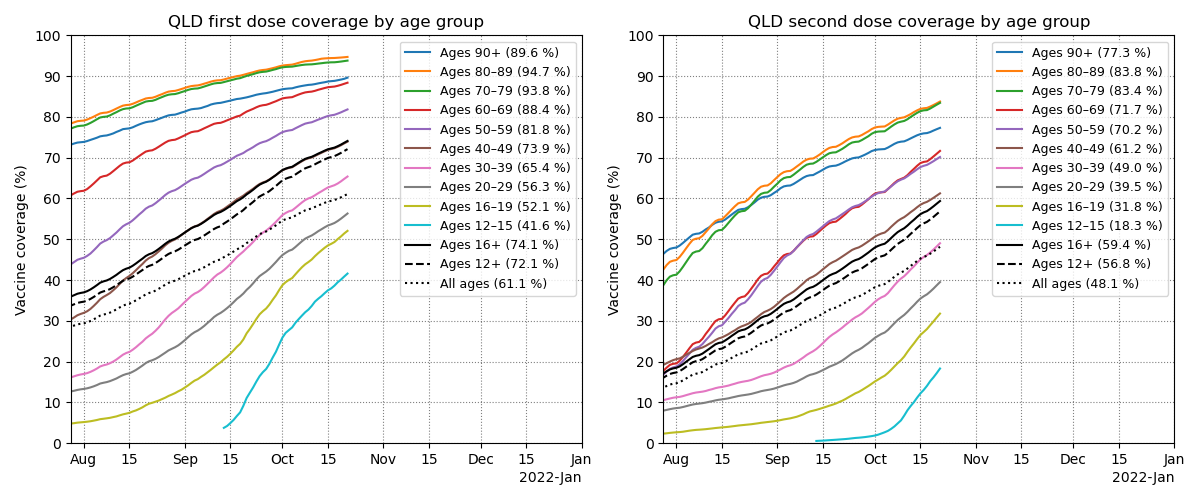 QLD first dose coverage by age group
Vaccine coverage (%)
100
90
80
70
60
50
40
30
20
10
0
Ages 90+ (89.6 %)
Ages 80–89 (94.7 %)
Ages 70–79 (93.8 %)
Ages 60–69 (88.4 %)
Ages 50–59 (81.8 %)
Ages 40–49 (73.9 %)
Ages 30–39 (65.4 %)
Ages 20–29 (56.3 %)
Ages 16–19 (52.1 %)
Ages 12–15 (41.6 %)
Ages 16+ (74.1 %)
Ages 12+ (72.1 %)
All ages (61.1 %)
Aug 15 Sep 15 Oct 15 Nov 15 Dec 15 Jan
2022-Jan
QLD second dose coverage by age group
Vaccine coverage (%)
100
90
80
70
60
50
40
30
20
10
0
Ages 90+ (77.3 %)
Ages 80–89 (83.8 %)
Ages 70–79 (83.4 %)
Ages 60–69 (71.7 %)
Ages 50–59 (70.2 %)
Ages 40–49 (61.2 %)
Ages 30–39 (49.0 %)
Ages 20–29 (39.5 %)
Ages 16–19 (31.8 %)
Ages 12–15 (18.3 %)
Ages 16+ (59.4 %)
Ages 12+ (56.8 %)
All ages (48.1 %)
Aug 15 Sep 15 Oct 15 Nov 15 Dec 15 Jan
2022-Jan